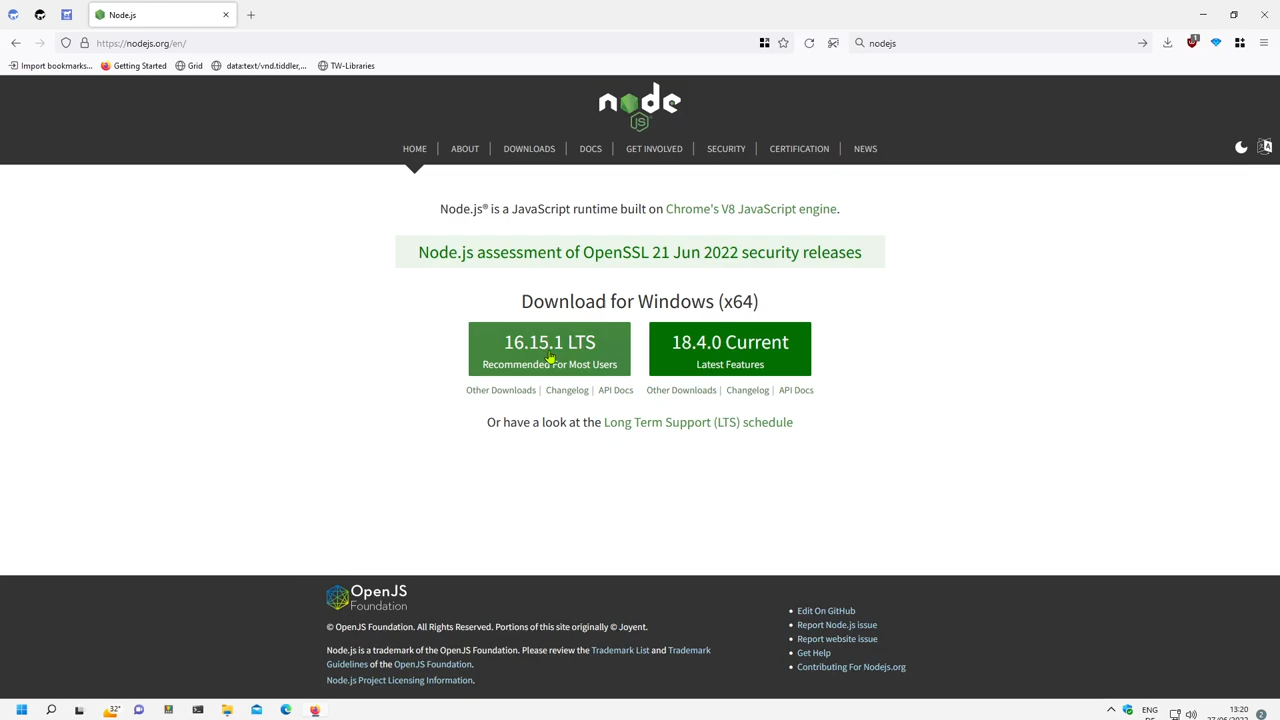 Node.js
https://nodejs.org/en/
nodejs
1
Import bookmarks...
Getting Started
Grid
data:text/vnd.tiddler,...
TW-Libraries
node
JS
HOME
ABOUT
DOWNLOADS
DOCS
GET INVOLVED
SECURITY
CERTIFICATION
NEWS
Node.js® is a JavaScript runtime built on Chrome's V8 JavaScript engine.
Node.js assessment of OpenSSL 21 Jun 2022 security releases
Download for Windows (x64)
16.15.1 LTS
Recommended For Most Users
18.4.0 Current
Latest Features
Other Downloads | Changelog | API Docs
Other Downloads | Changelog | API Docs
Or have a look at the Long Term Support (LTS) schedule
OpenJS
Foundation
© OpenJS Foundation. All Rights Reserved. Portions of this site originally © Joyent.
Node.js is a trademark of the OpenJS Foundation. Please review the Trademark List and Trademark
Guidelines of the OpenJS Foundation.
Node.js Project Licensing Information.
Edit On GitHub
Report Node.js issue
Report website issue
Get Help
Contributing For Nodejs.org
32°
ENG
13:20
2